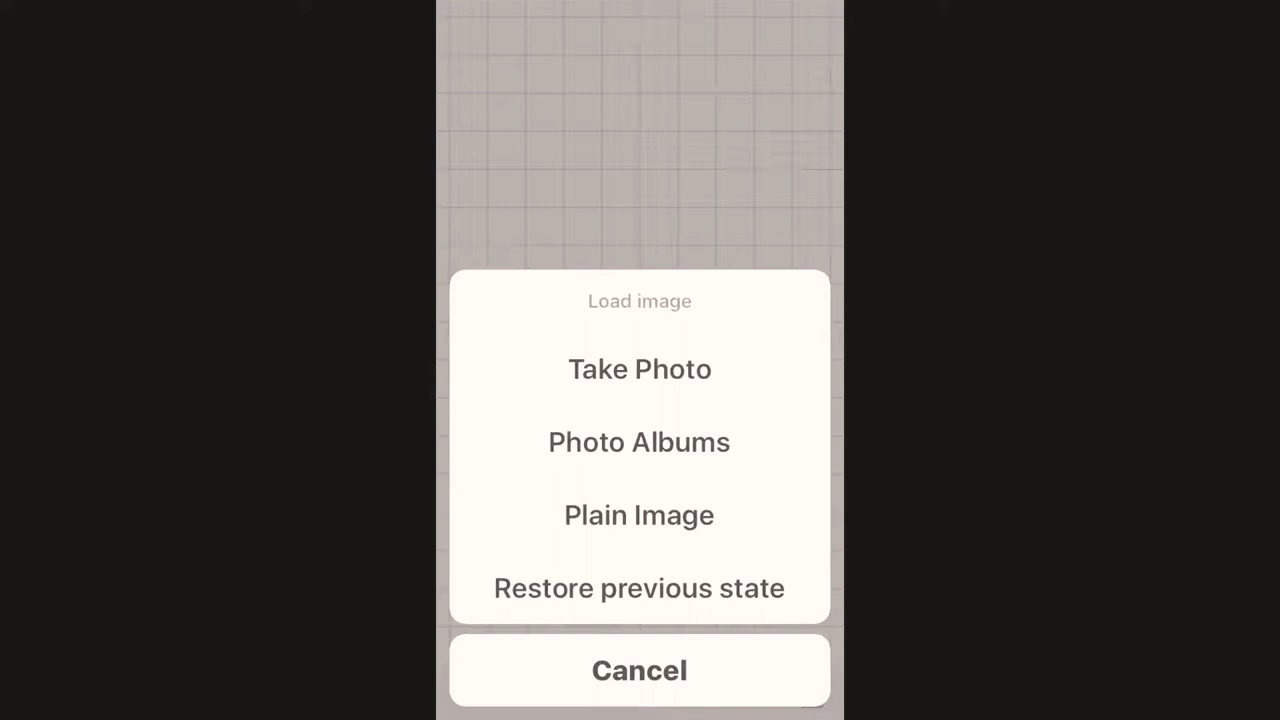 Load image
Take Photo
Photo Albums
Plain Image
Restore previous state
Cancel